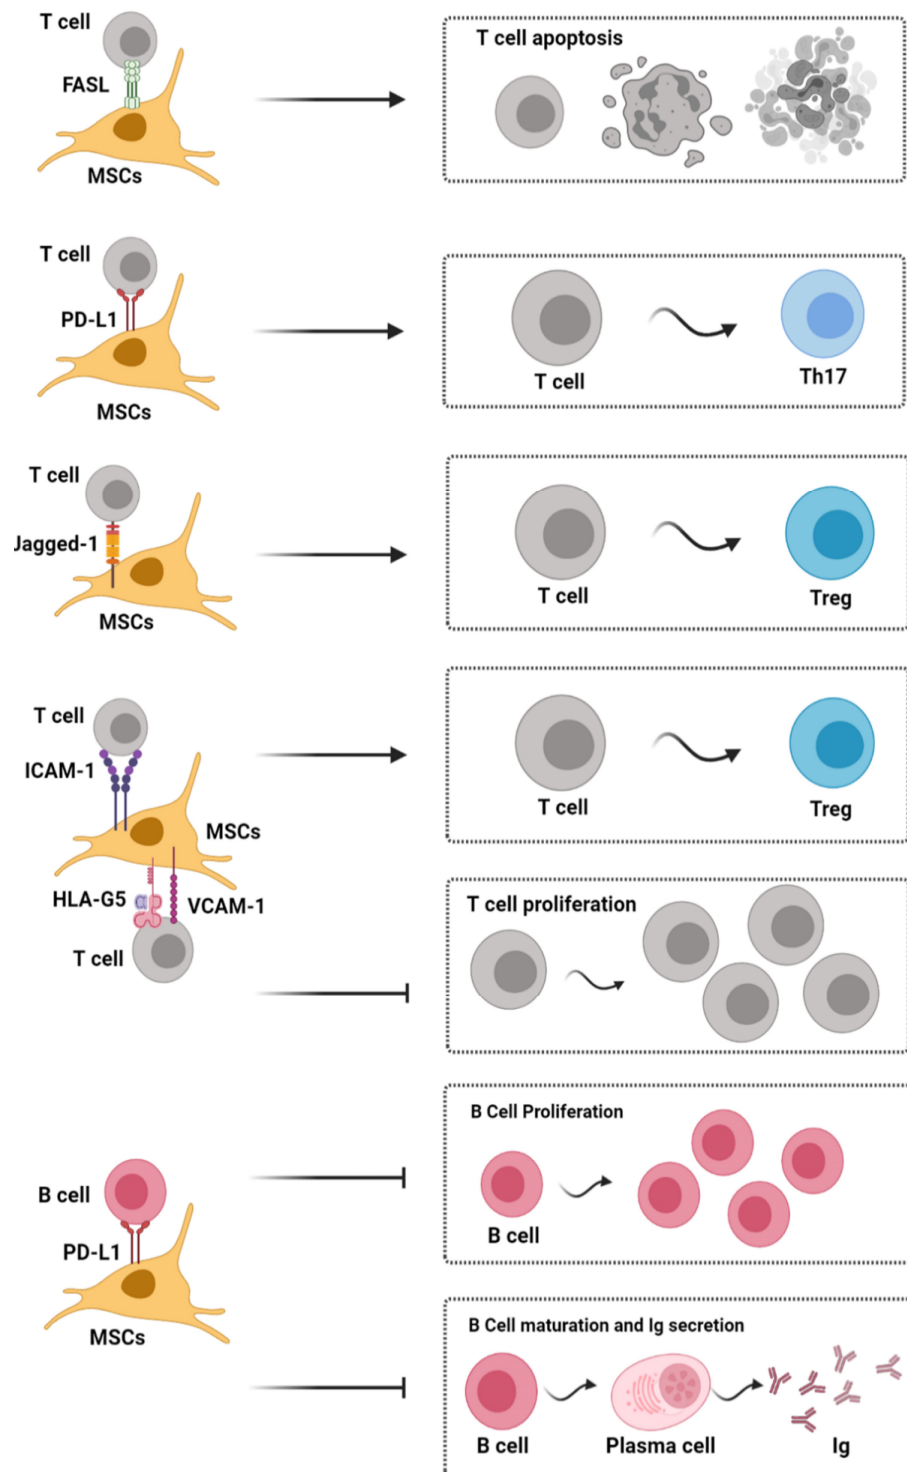 T cell
FASL
MSCs
T cell apoptosis
T cell
PD-L1
MSCs
T cell
Th17
T cell
Jagged-1
MSCs
T cell
Treg
T cell
ICAM-1
MSCs
HLA-G5
VCAM-1
T cell
T cell
Treg
T cell proliferation
B cell
PD-L1
MSCs
B Cell Proliferation
B cell
B Cell maturation and Ig secretion
B cell
Plasma cell
Ig